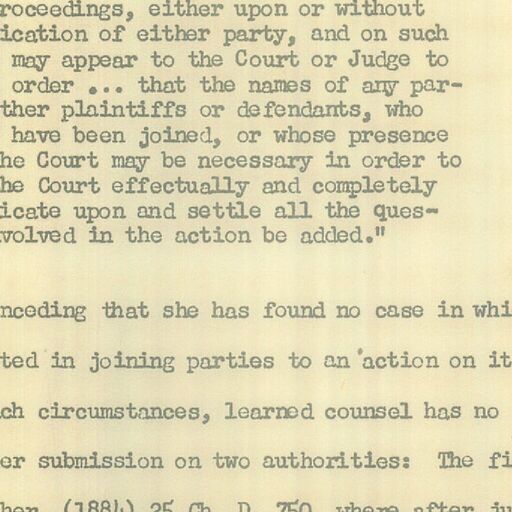 roceedings, either upon or without
ication of either party, and on such
may appear to the Court or Judge to
order ... that the names of any par-
ther plaintiffs or defendants, who
have been joined, or whose presence
he Court may be necessary in order to
he Court effectually and completely
icate upon and settle all the ques-
volved in the action be added."
nceding that she has found no case in whi
ted in joining parties to an action on it
ch circumstances, learned counsel has no
er submission on two authorities: The fi
her (1884) 25 Ch. D. 750 where after ju